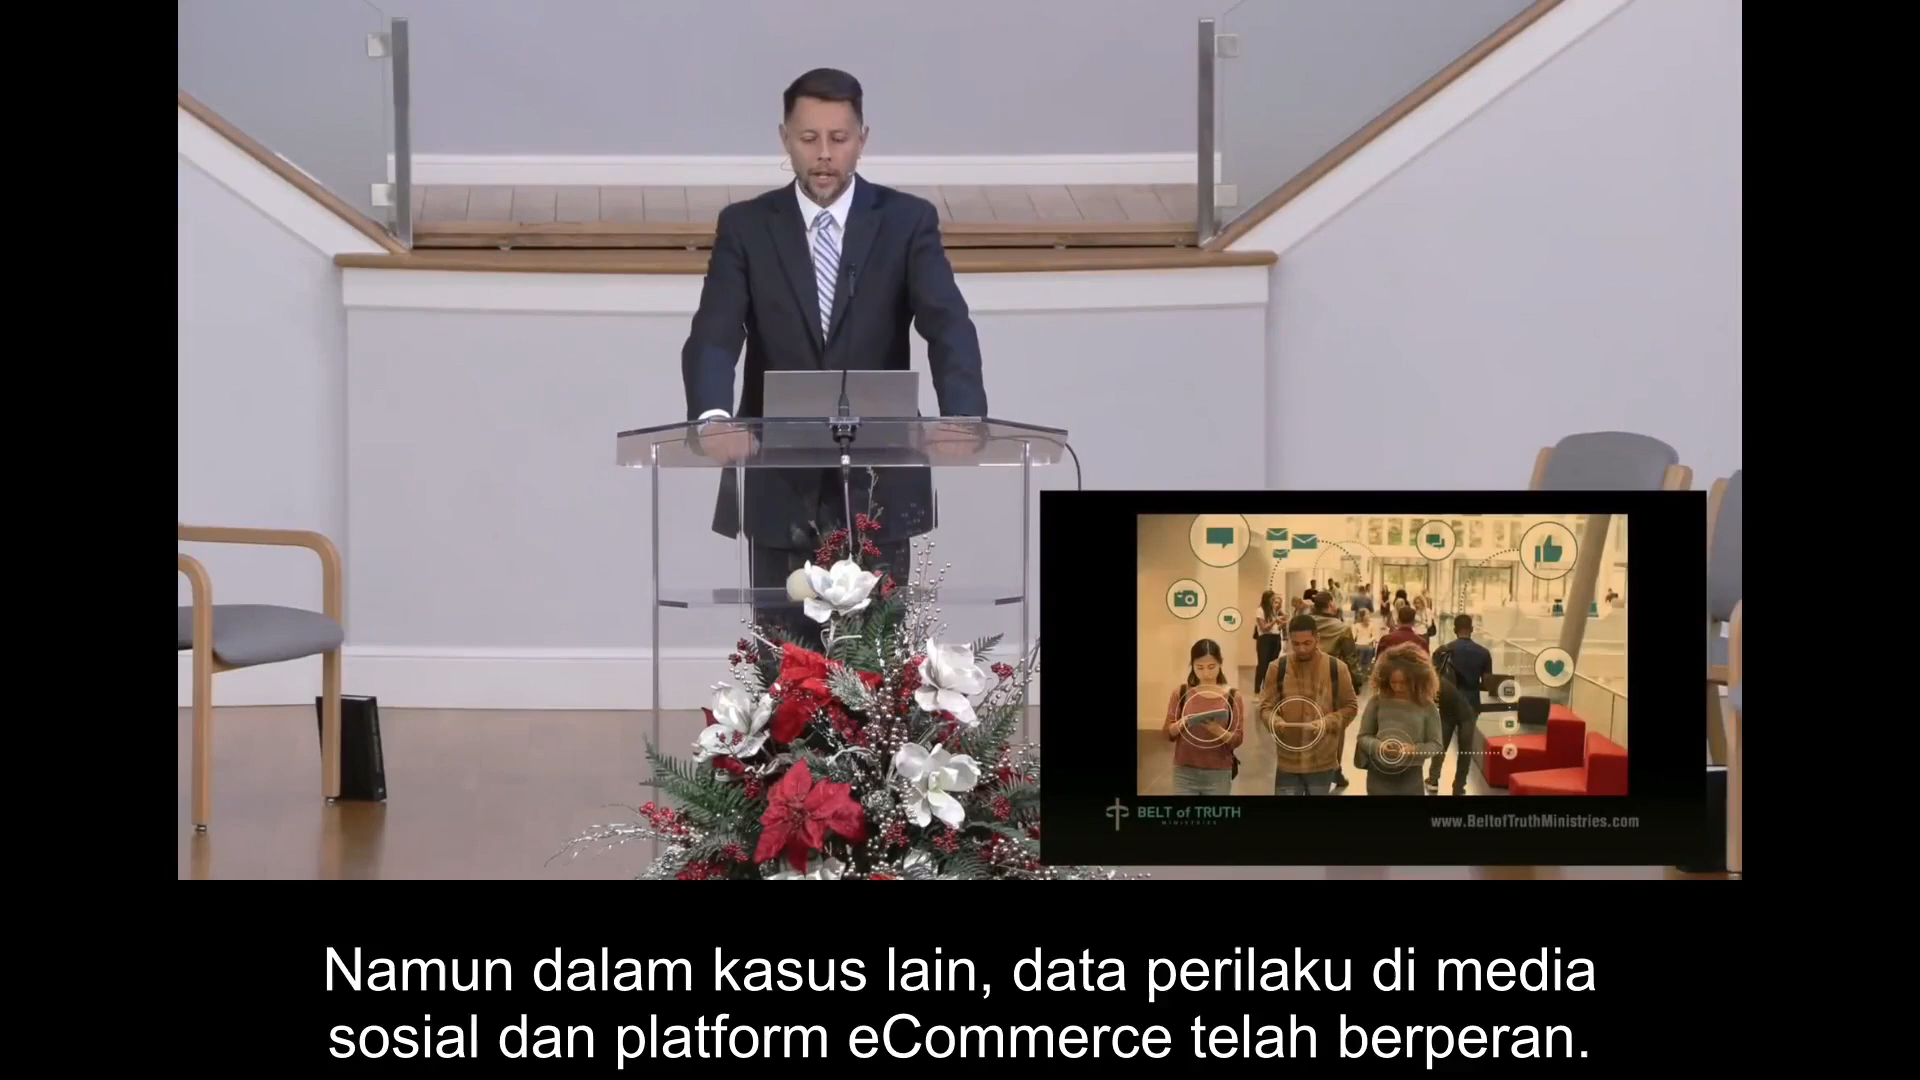 BELT of TRUTH
MINISTRIES
www.BeltofTruthMinistries.com
Namun dalam kasus lain, data perilaku di media
sosial dan platform eCommerce telah berperan.